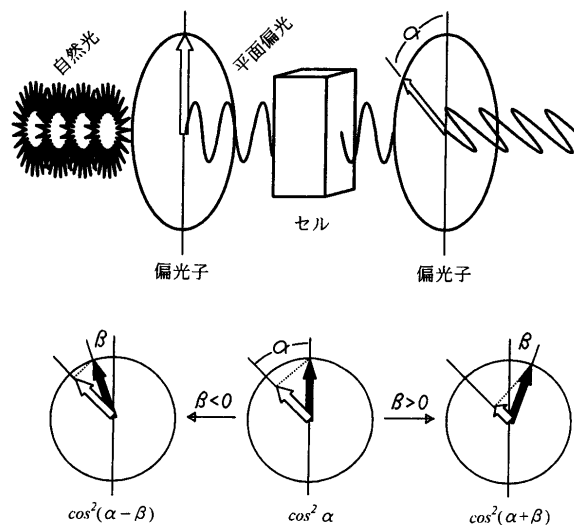 自然光
平面偏光
α
セル
偏光子
偏光子
β
α
β
β<0
β>0
cos²(α−β)
cos² α
cos²(α+β)